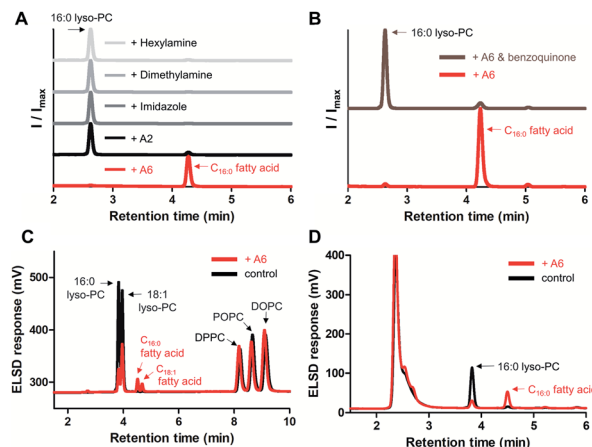 A
16:0 lyso-PC
+ Hexylamine
+ Dimethylamine
+ Imidazole
+ A2
+ A6
C16:0 fatty acid
I / Imax
2 3 4 5 6
Retention time (min)
B
16:0 lyso-PC
+ A6 & benzoquinone
+ A6
C16:0 fatty acid
I / Imax
2 3 4 5 6
Retention time (min)
C
+ A6
control
16:0
lyso-PC
18:1
lyso-PC
C16:0
fatty acid
C18:1
fatty acid
DPPC
POPC
DOPC
ELSD response (mV)
500
400
300
2 4 6 8 10
Retention time (min)
D
+ A6
control
16:0 lyso-PC
C16:0 fatty acid
ELSD response (mV)
400
300
200
100
0
2 3 4 5 6
Retention time (min)